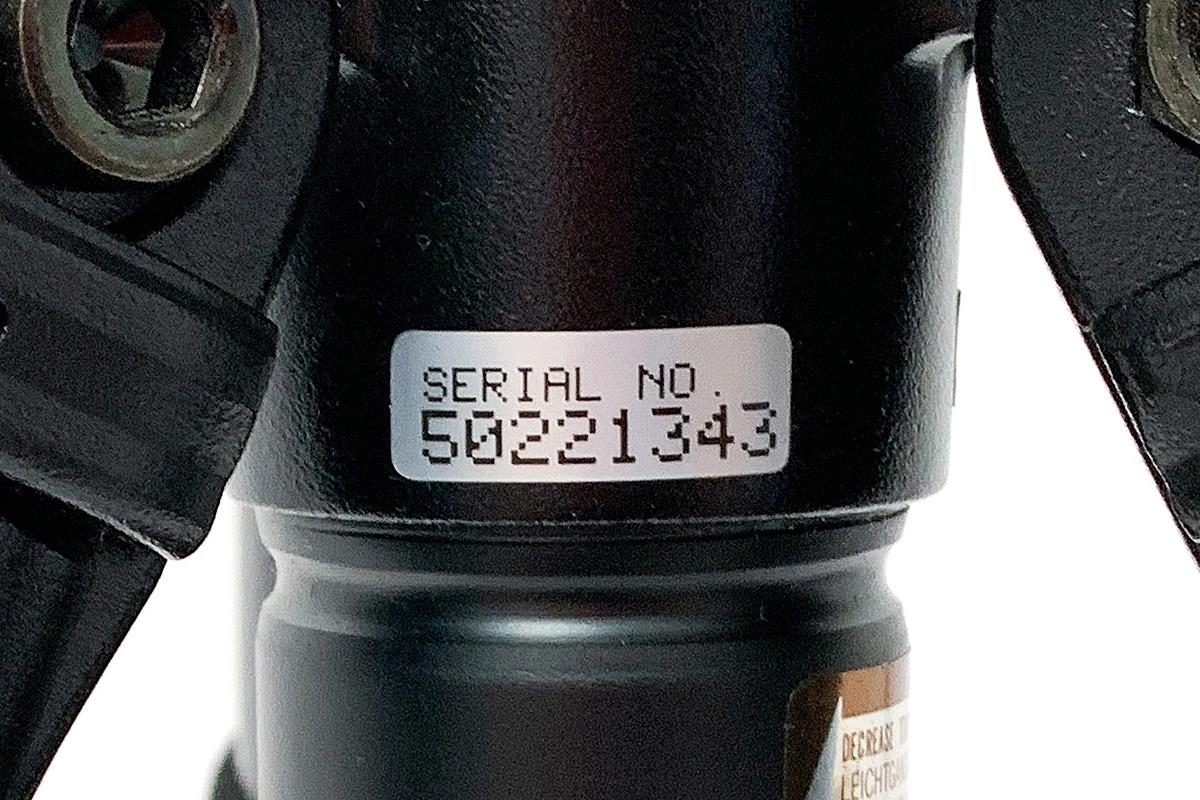 SERIAL NO.
50221343
DECREASE